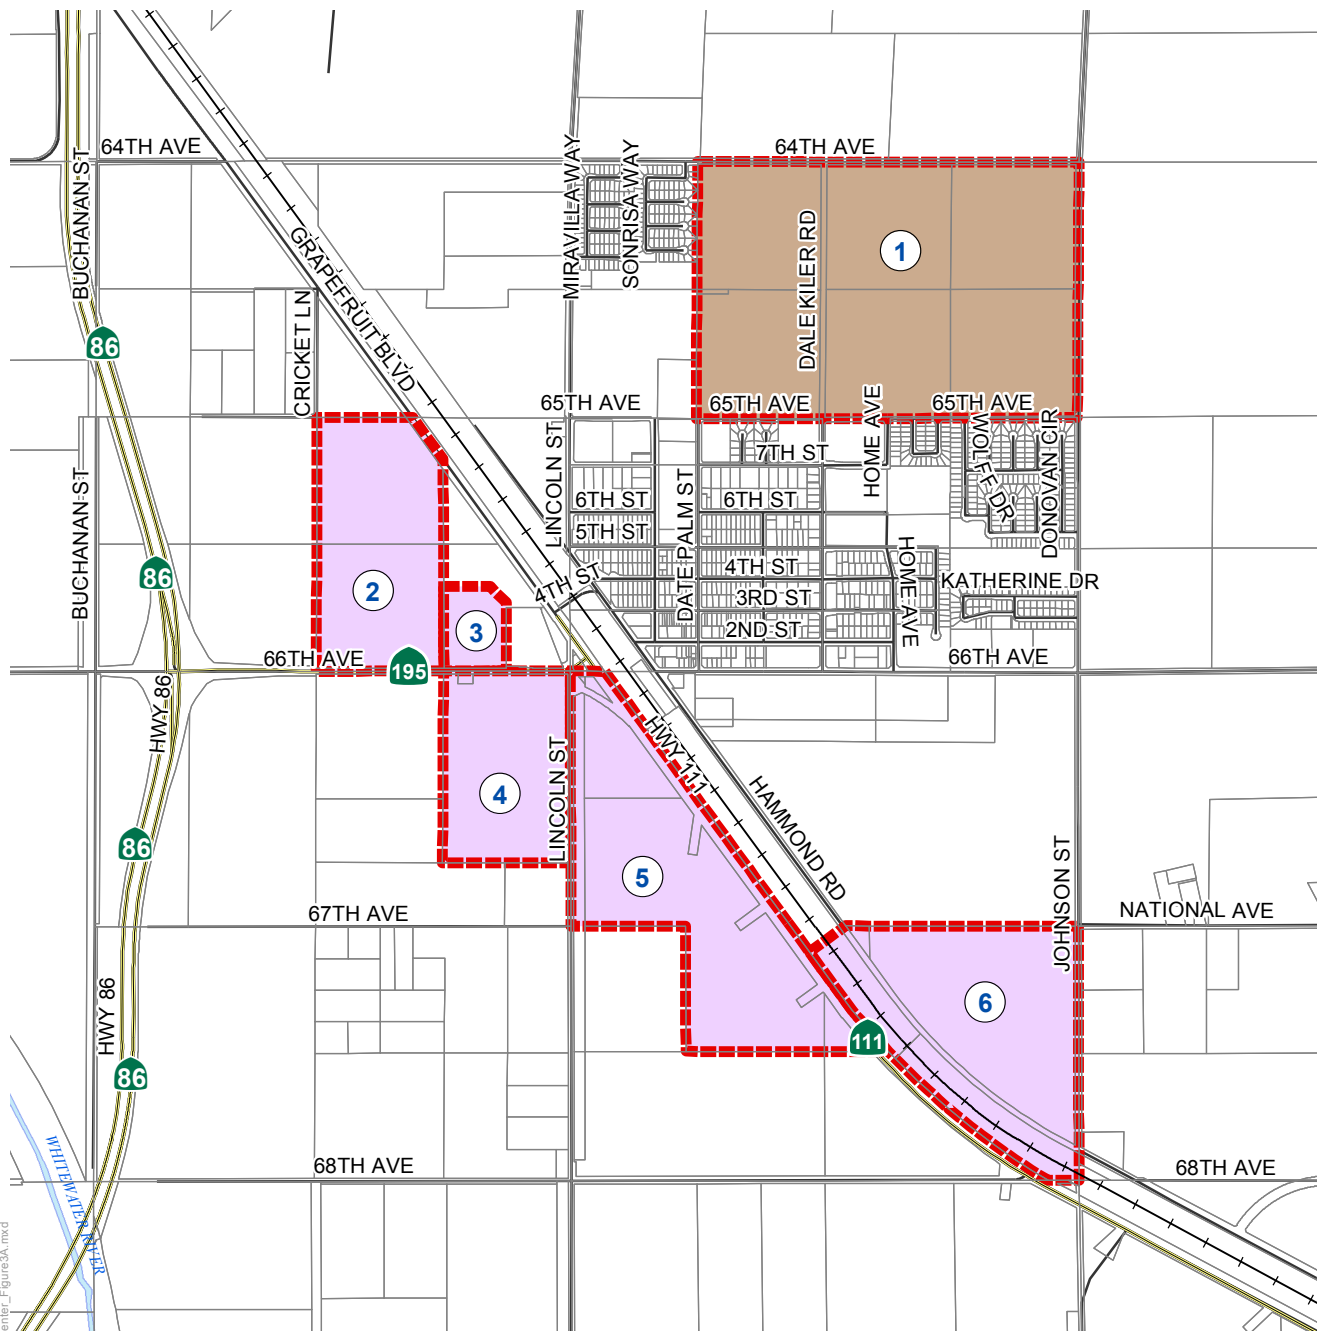 64TH AVE
64TH AVE
BUCHANAN ST
MIRAVILLA WAY
SONRISA WAY
GRAPEFRUIT BLVD
DALE KILER RD
1
86
CRICKET LN
65TH AVE
65TH AVE
65TH AVE
HOME AVE
WOLFF DR
DONOVAN CIR
7TH ST
LINCOLN ST
6TH ST
6TH ST
DATE PALM ST
BUCHANAN ST
5TH ST
86
2
4TH ST
4TH ST
HOME AVE
KATHERINE DR
3RD ST
3
2ND ST
66TH AVE
195
66TH AVE
HWY 86
HWY 111
LINCOLN ST
4
HAMMOND RD
86
5
JOHNSON ST
67TH AVE
NATIONAL AVE
HWY 86
6
111
86
WHITEWATER RIVER
68TH AVE
68TH AVE
enter_Figure3A.mxd